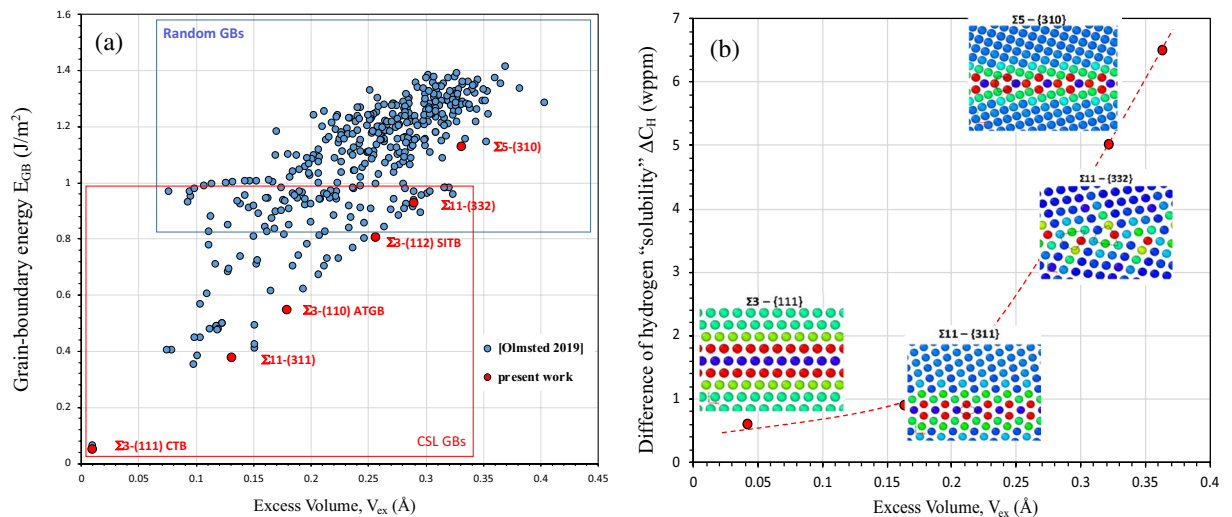 (a)
Random GBs
Grain-boundary energy E_GB (J/m²)
1.6
1.4
1.2
1
0.8
0.6
0.4
0.2
0
Σ5-(310)
Σ11-(332)
Σ3-(112) SITB
Σ3-(110) ATGB
Σ11-(311)
[Olmsted 2019]
present work
Σ3-(111) CTB
CSL GBs
0 0.05 0.1 0.15 0.2 0.25 0.3 0.35 0.4 0.45
Excess Volume, V_ex (Å)
(b)
Difference of hydrogen “solubility” ΔC_H (wppm)
7
6
5
4
3
2
1
0
Σ5 – {310}
Σ11 – {332}
Σ3 – {111}
Σ11 – {311}
0 0.05 0.1 0.15 0.2 0.25 0.3 0.35 0.4
Excess Volume, V_ex (Å)